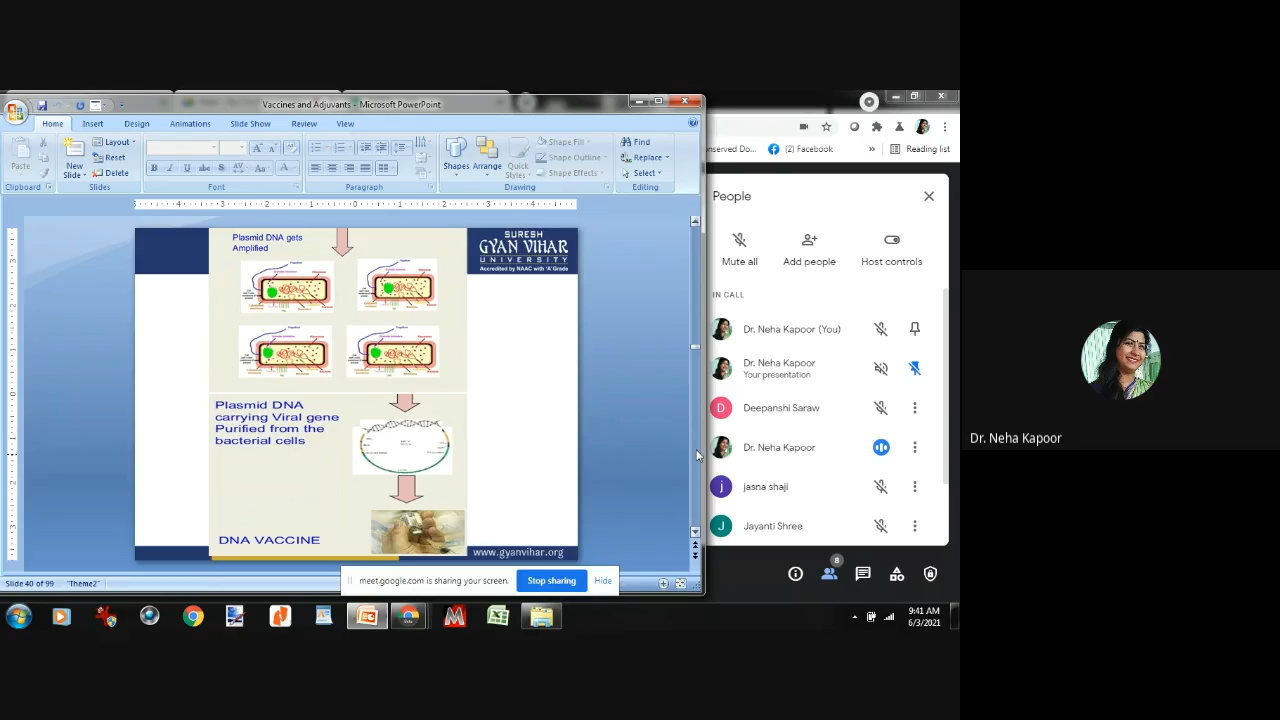 Vaccines and Adjuvants - Microsoft PowerPoint
Home Insert Design Animations Slide Show Review View
Paste
Clipboard
New
Slide
Layout
Reset
Delete
Slides
B I U abc S AV Aa A
Font
Paragraph
Shapes Arrange Quick
Styles
Shape Fill
Shape Outline
Shape Effects
Drawing
Find
Replace
Select
Editing
Plasmid DNA gets
Amplified
SURESH
GYAN VIHAR
UNIVERSITY
Accredited by NAAC with 'A' Grade
Plasmid DNA
carrying Viral gene
Purified from the
bacterial cells
DNA VACCINE
www.gyanvihar.org
Slide 40 of 99 "Theme2"
meet.google.com is sharing your screen. Stop sharing Hide
onserved Do... (2) Facebook » Reading list
People
Mute all Add people Host controls
IN CALL
Dr. Neha Kapoor (You)
Dr. Neha Kapoor
Your presentation
D Deepanshi Saraw
Dr. Neha Kapoor
j jasna shaji
J Jayanti Shree
8
9:41 AM
6/3/2021
Dr. Neha Kapoor